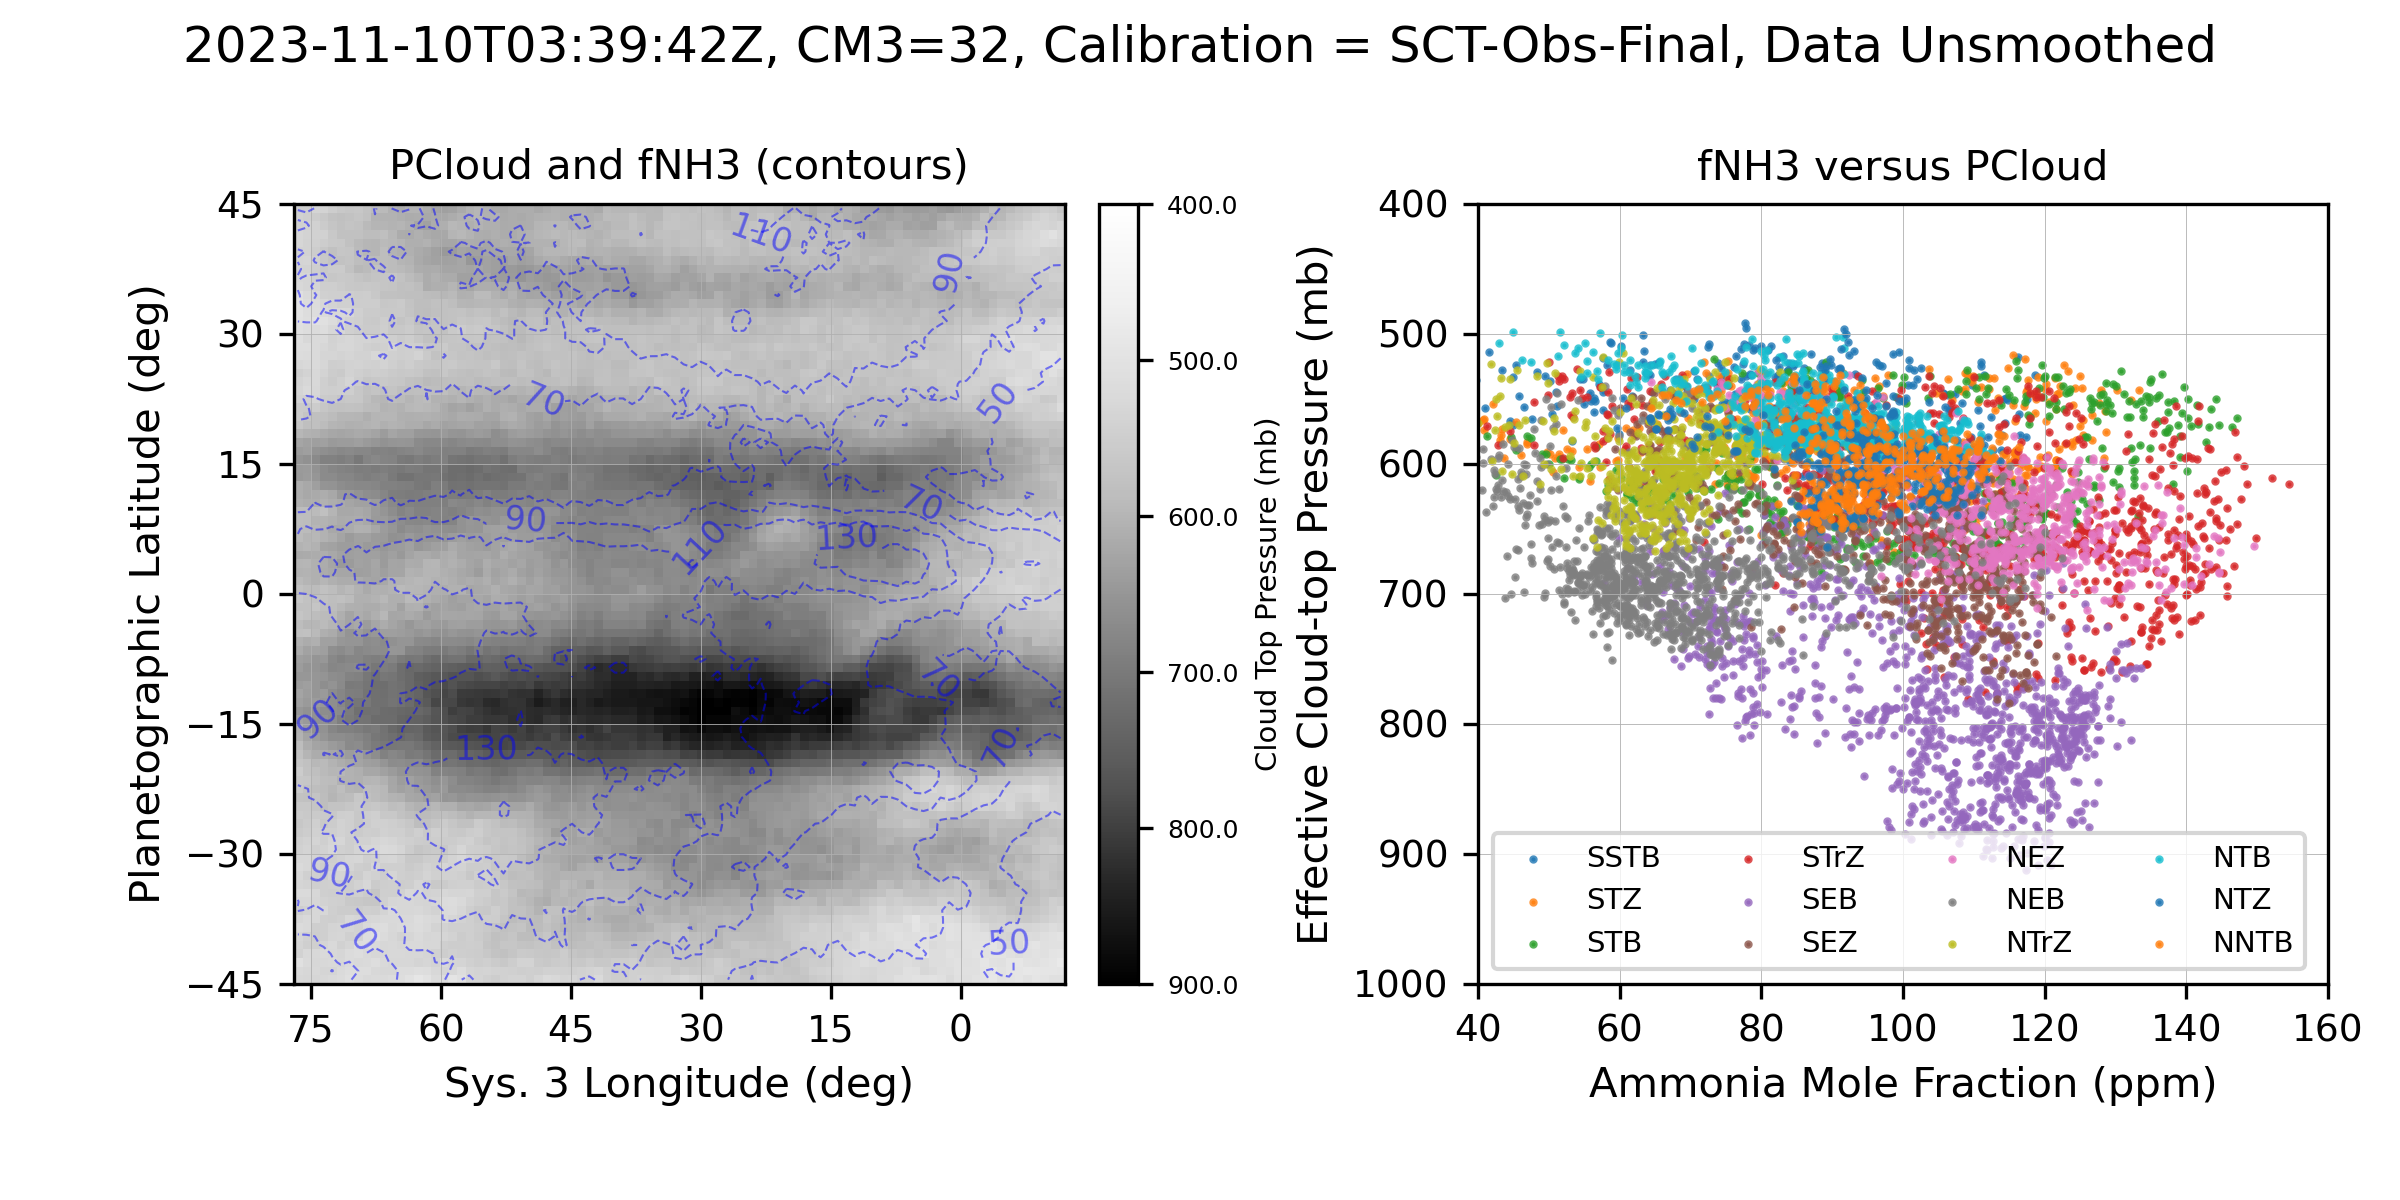 2023-11-10T03:39:42Z, CM3=32, Calibration = SCT-Obs-Final, Data Unsmoothed
PCloud and fNH3 (contours)
Planetographic Latitude (deg)
45
30
15
0
−15
−30
−45
75 60 45 30 15 0
Sys. 3 Longitude (deg)
110
90
70
50
90
70
110
130
70
90
130
70
90
70
50
400.0
500.0
600.0
700.0
800.0
900.0
Cloud Top Pressure (mb)
fNH3 versus PCloud
Effective Cloud-top Pressure (mb)
400
500
600
700
800
900
1000
SSTB STrZ NEZ NTB
STZ SEB NEB NTZ
STB SEZ NTrZ NNTB
40 60 80 100 120 140 160
Ammonia Mole Fraction (ppm)